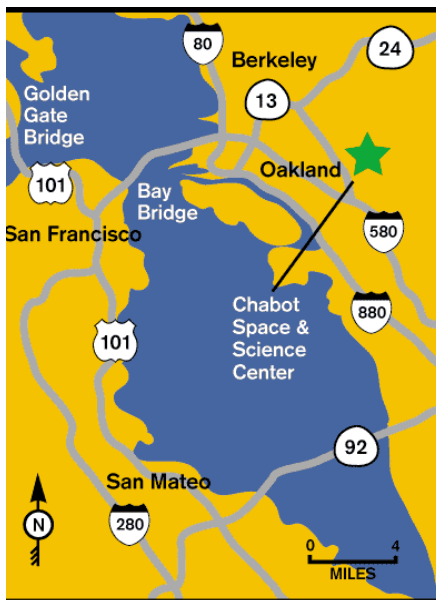 80
Berkeley
24
13
Golden
Gate
Bridge
101
Oakland
Bay
Bridge
San Francisco
580
Chabot
Space &
Science
Center
880
101
92
San Mateo
280
N
0 4
MILES